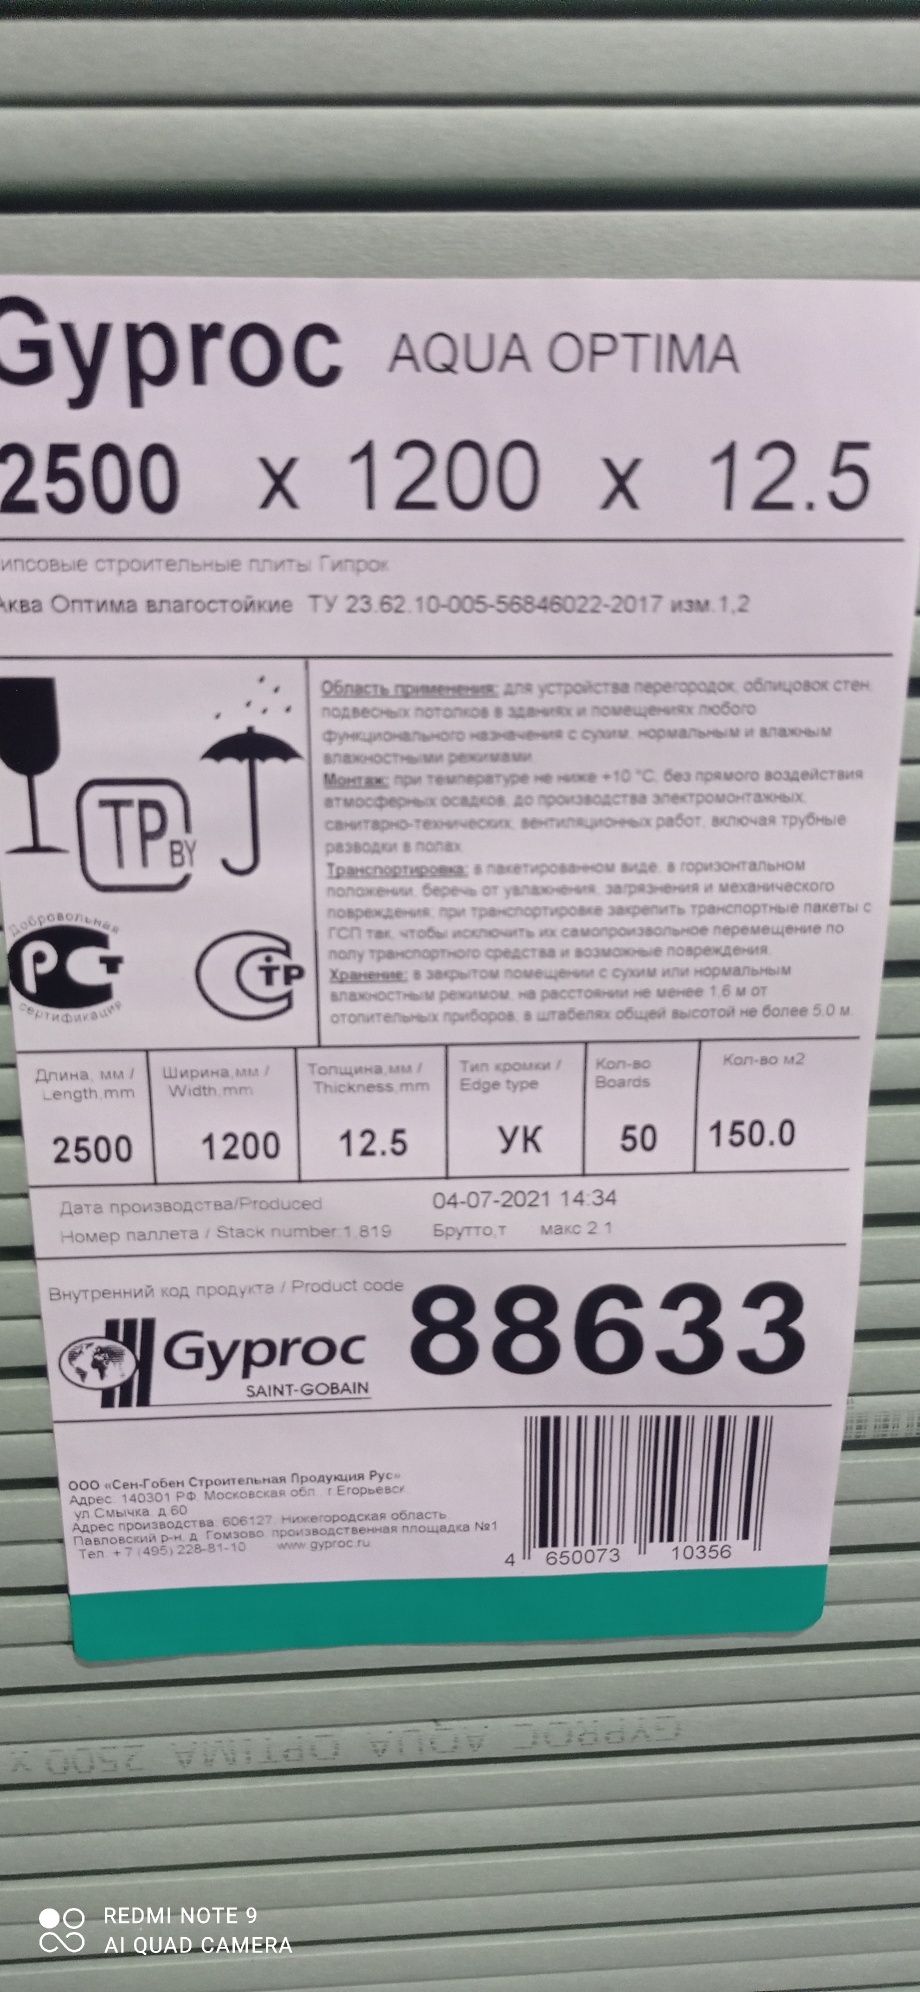 Gyproc AQUA OPTIMA
2500 x 1200 x 12.5
ипсовые строительные плиты Гипрок
Аква Оптима влагостойкие ТУ 23.62.10-005-56846022-2017 изм.1,2
Область применения: для устройства перегородок, облицовок стен,
подвесных потолков в зданиях и помещениях любого
функционального назначения с сухим, нормальным и влажным
влажностными режимами.
Монтаж: при температуре не ниже +10 °С, без прямого воздействия
атмосферных осадков, до производства электромонтажных,
санитарно-технических, вентиляционных работ, включая трубные
разводки в полах.
Транспортировка: в пакетированном виде, в горизонтальном
положении, беречь от увлажнения, загрязнения и механического
повреждения; при транспортировке закрепить транспортные пакеты с
ГСП так, чтобы исключить их самопроизвольное перемещение по
полу транспортного средства и возможные повреждения.
Хранение: в закрытом помещении с сухим или нормальным
влажностным режимом, на расстоянии не менее 1,6 м от
отопительных приборов, в штабелях общей высотой не более 5.0 м.
ТР BY
Добровольная
РСТ
сертификация
СТР
Длина, мм / Length,mm
Ширина,мм / Width,mm
Толщина,мм / Thickness,mm
Тип кромки / Edge type
Кол-во Boards
Кол-во м2
2500 1200 12.5 УК 50 150.0
Дата производства/Produced 04-07-2021 14:34
Номер паллета / Stack number:1.819 Брутто,т макс 2.1
Внутренний код продукта / Product code
88633
Gyproc
SAINT-GOBAIN
ООО «Сен-Гобен Строительная Продукция Рус»
Адрес: 140301 РФ, Московская обл., г.Егорьевск,
ул.Смычка, д.60
Адрес производства: 606127, Нижегородская область,
Павловский р-н, д. Гомзово, производственная площадка №1
Тел. +7 (495) 228-81-10 www.gyproc.ru
4 650073 10356
GYPROC AQUA OPTIMA 2500 x
REDMI NOTE 9
AI QUAD CAMERA